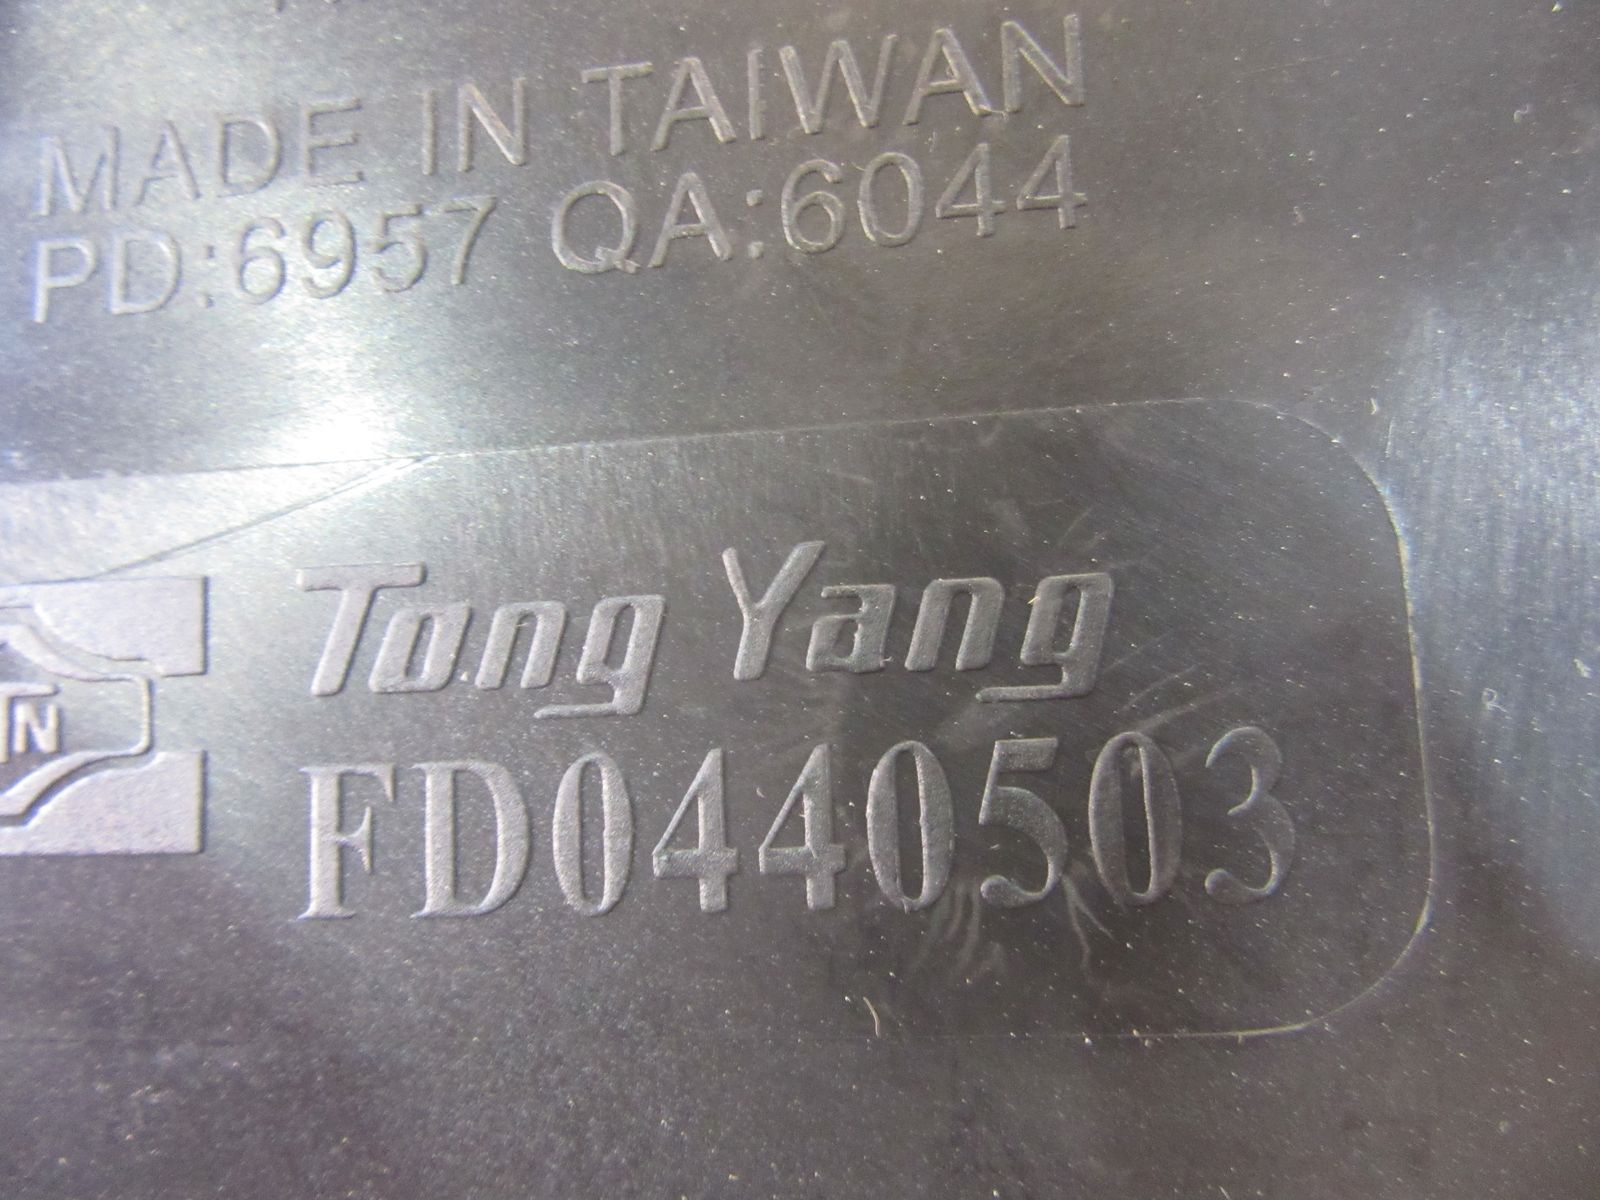 MADE IN TAIWAN
PD:6957 QA:6044
Tong Yang
FD0440503